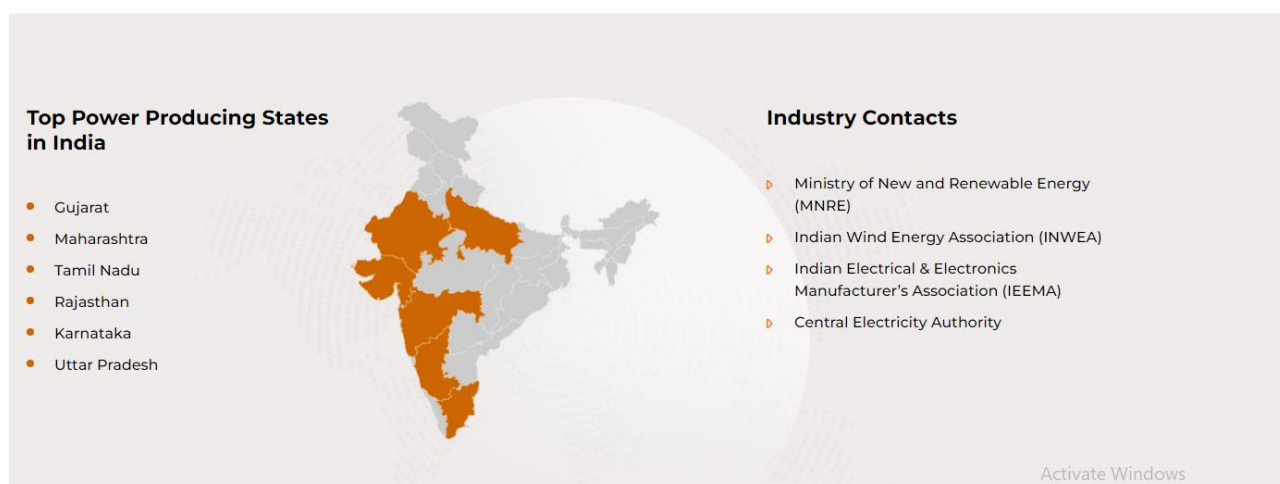 Top Power Producing States
in India
Gujarat
Maharashtra
Tamil Nadu
Rajasthan
Karnataka
Uttar Pradesh
Industry Contacts
Ministry of New and Renewable Energy
(MNRE)
Indian Wind Energy Association (INWEA)
Indian Electrical & Electronics
Manufacturer’s Association (IEEMA)
Central Electricity Authority
Activate Windows